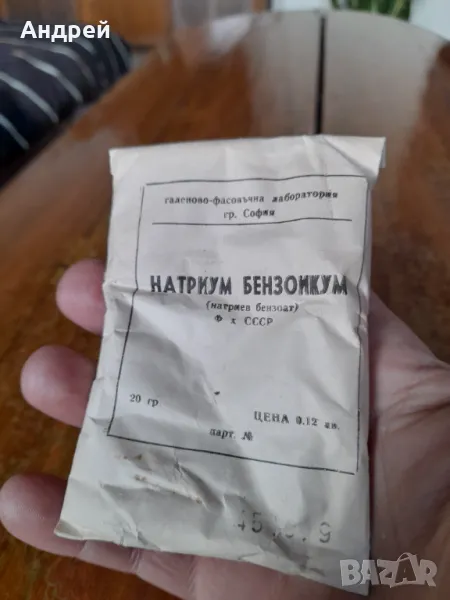 Андрей
галеново-фасовъчна лаборатория
гр. София
НАТРИУМ БЕНЗОИКУМ
(натриев бензоат)
Ф х СССР
20 гр
ЦЕНА 0.12 лв.
парт. №
BAZAR